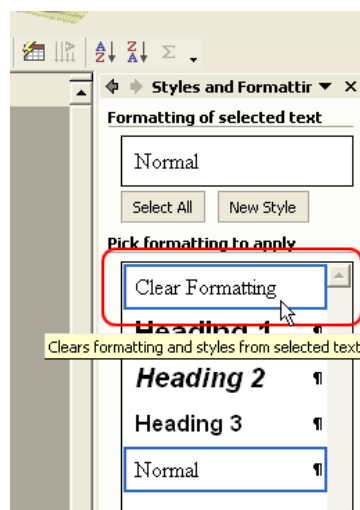 Styles and Formattir
Formatting of selected text
Normal
Select All
New Style
Pick formatting to apply
Clear Formatting
Heading 1 ¶
Clears formatting and styles from selected text
Heading 2 ¶
Heading 3 ¶
Normal ¶